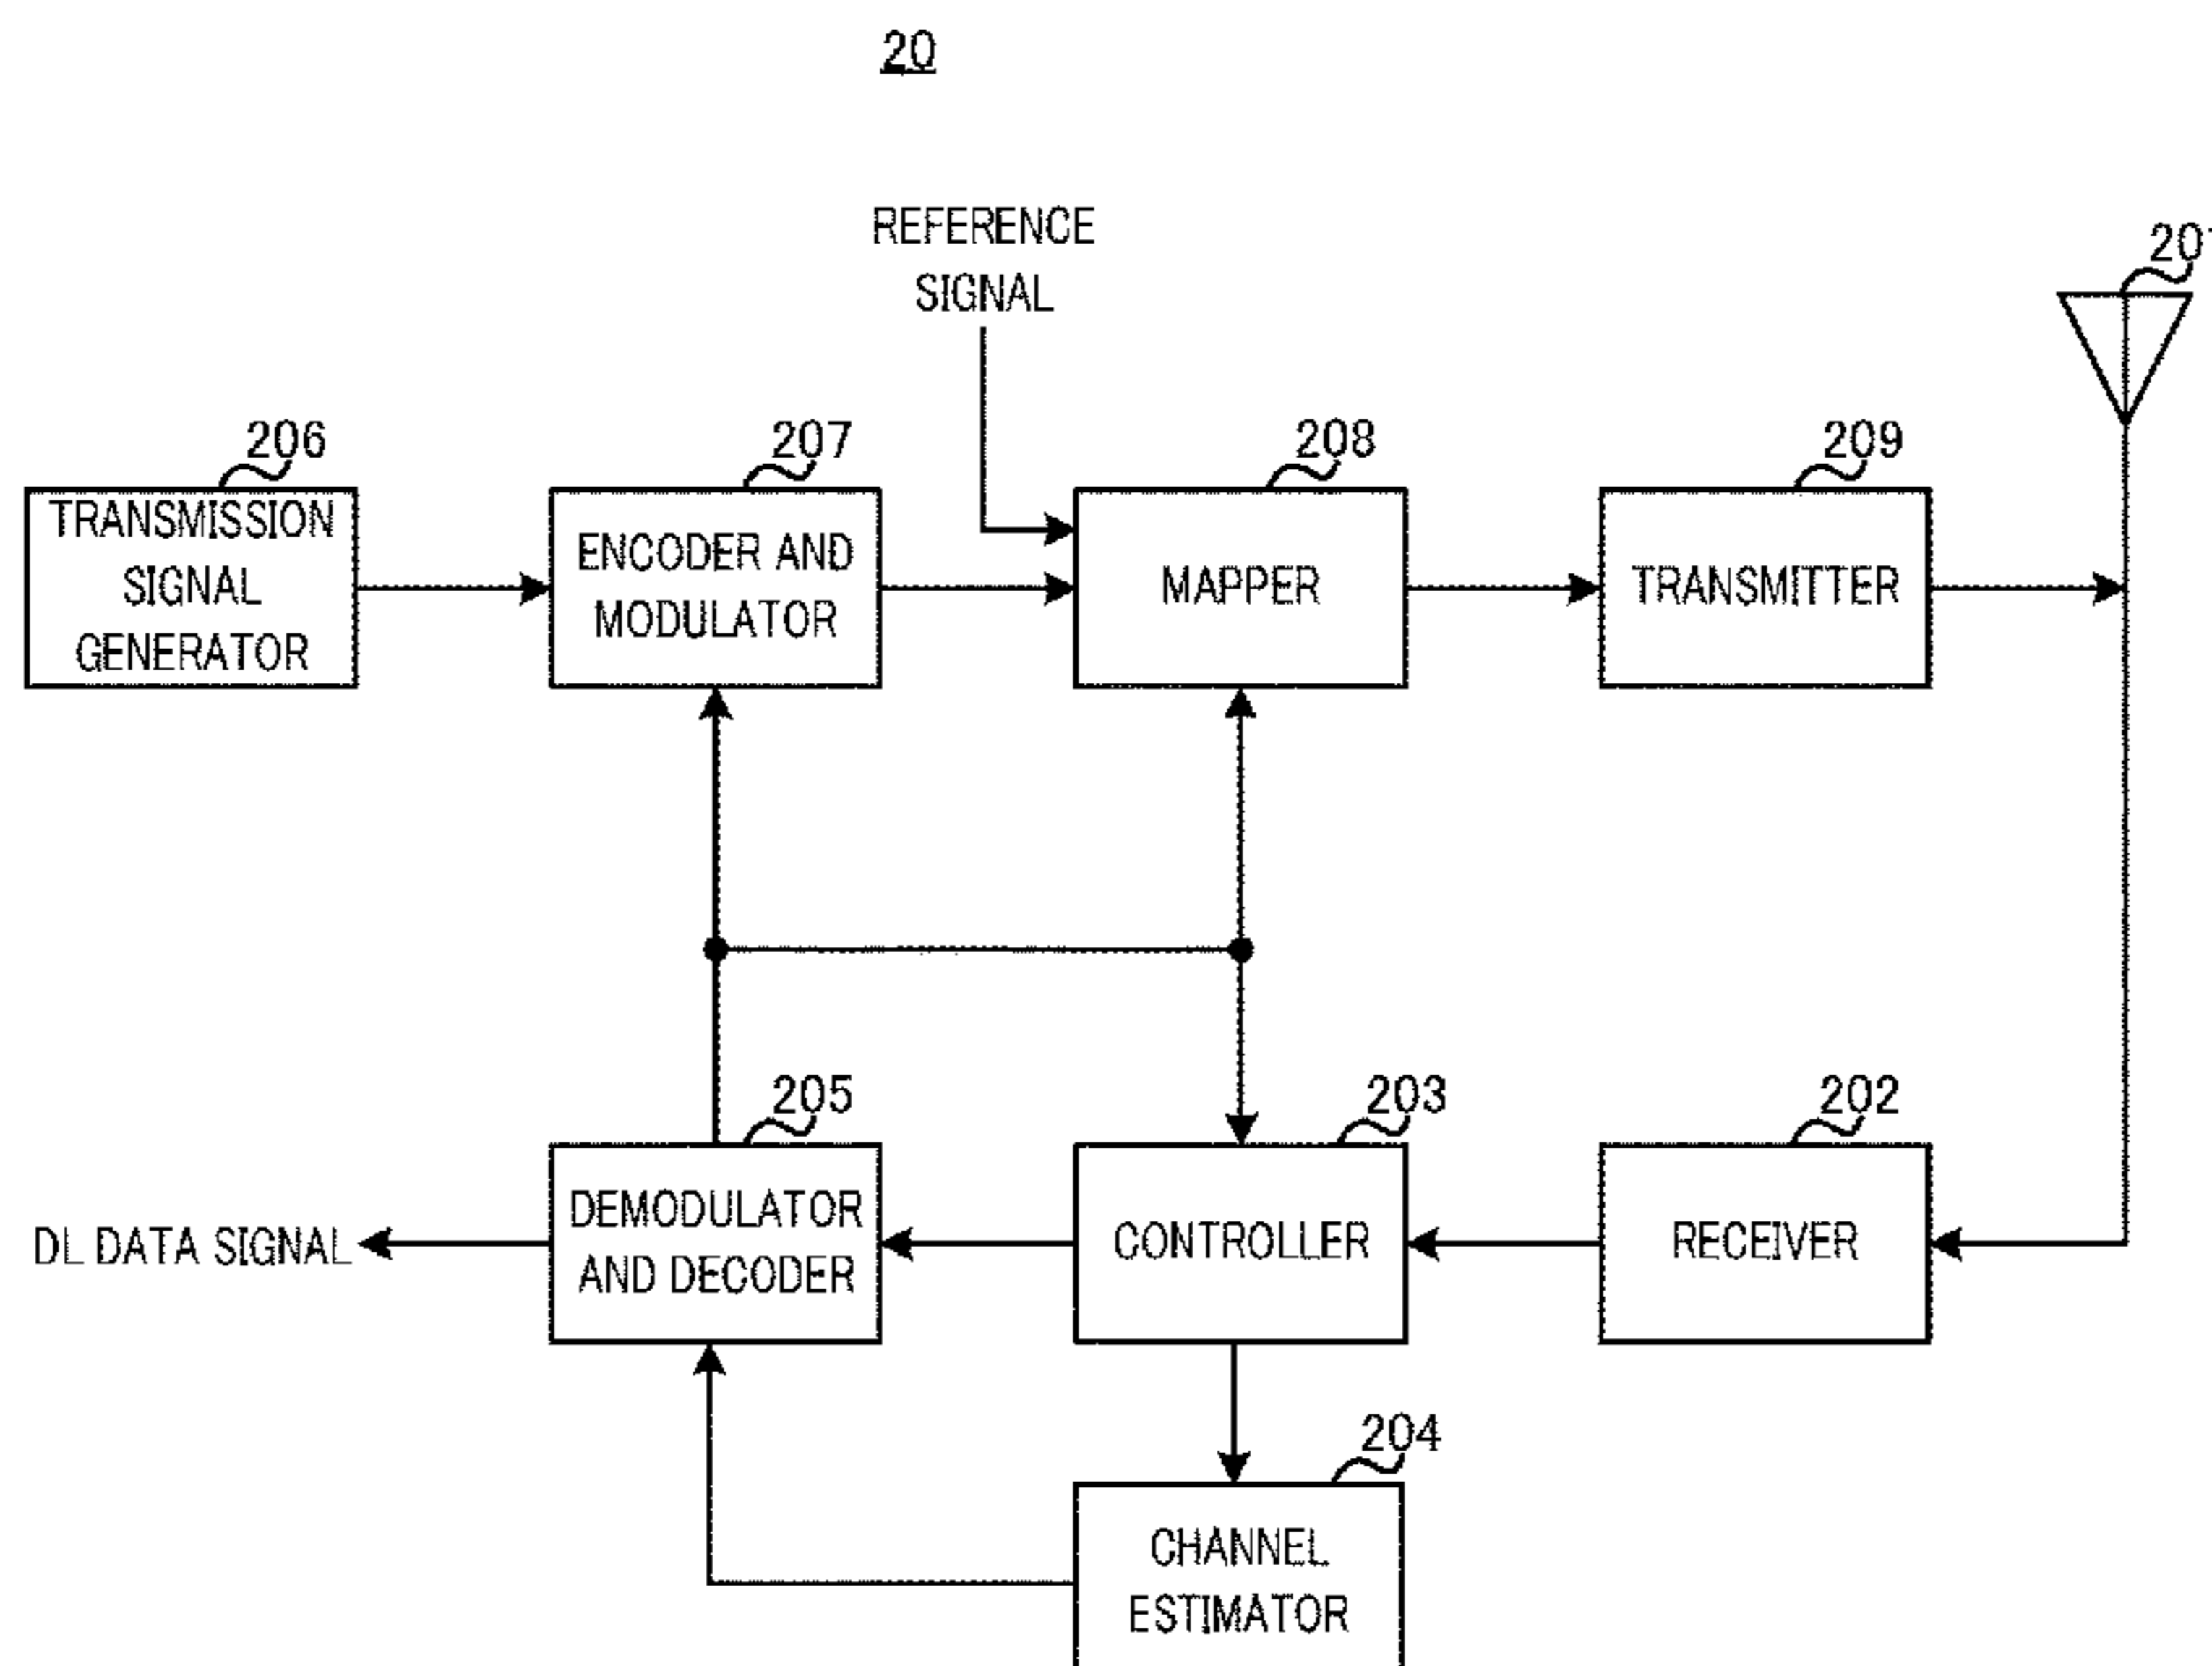 20
REFERENCE
SIGNAL
201
206
207
208
209
TRANSMISSION
SIGNAL
GENERATOR
ENCODER AND
MODULATOR
MAPPER
TRANSMITTER
205
203
202
DL DATA SIGNAL
DEMODULATOR
AND DECODER
CONTROLLER
RECEIVER
204
CHANNEL
ESTIMATOR